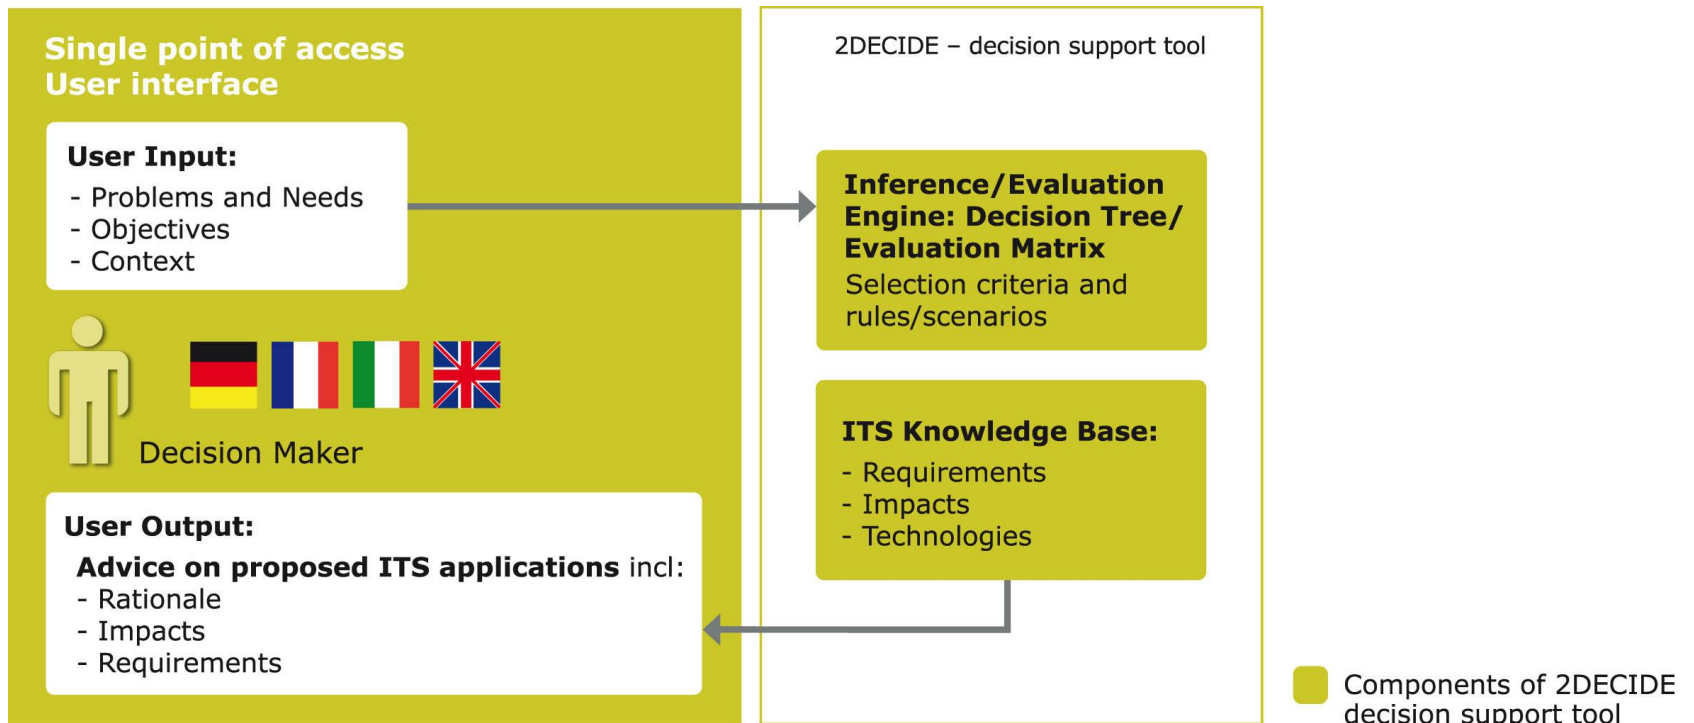 Single point of access
User interface
User Input:
- Problems and Needs
- Objectives
- Context
Decision Maker
User Output:
Advice on proposed ITS applications incl:
- Rationale
- Impacts
- Requirements
2DECIDE – decision support tool
Inference/Evaluation
Engine: Decision Tree/
Evaluation Matrix
Selection criteria and
rules/scenarios
ITS Knowledge Base:
- Requirements
- Impacts
- Technologies
Components of 2DECIDE
decision support tool